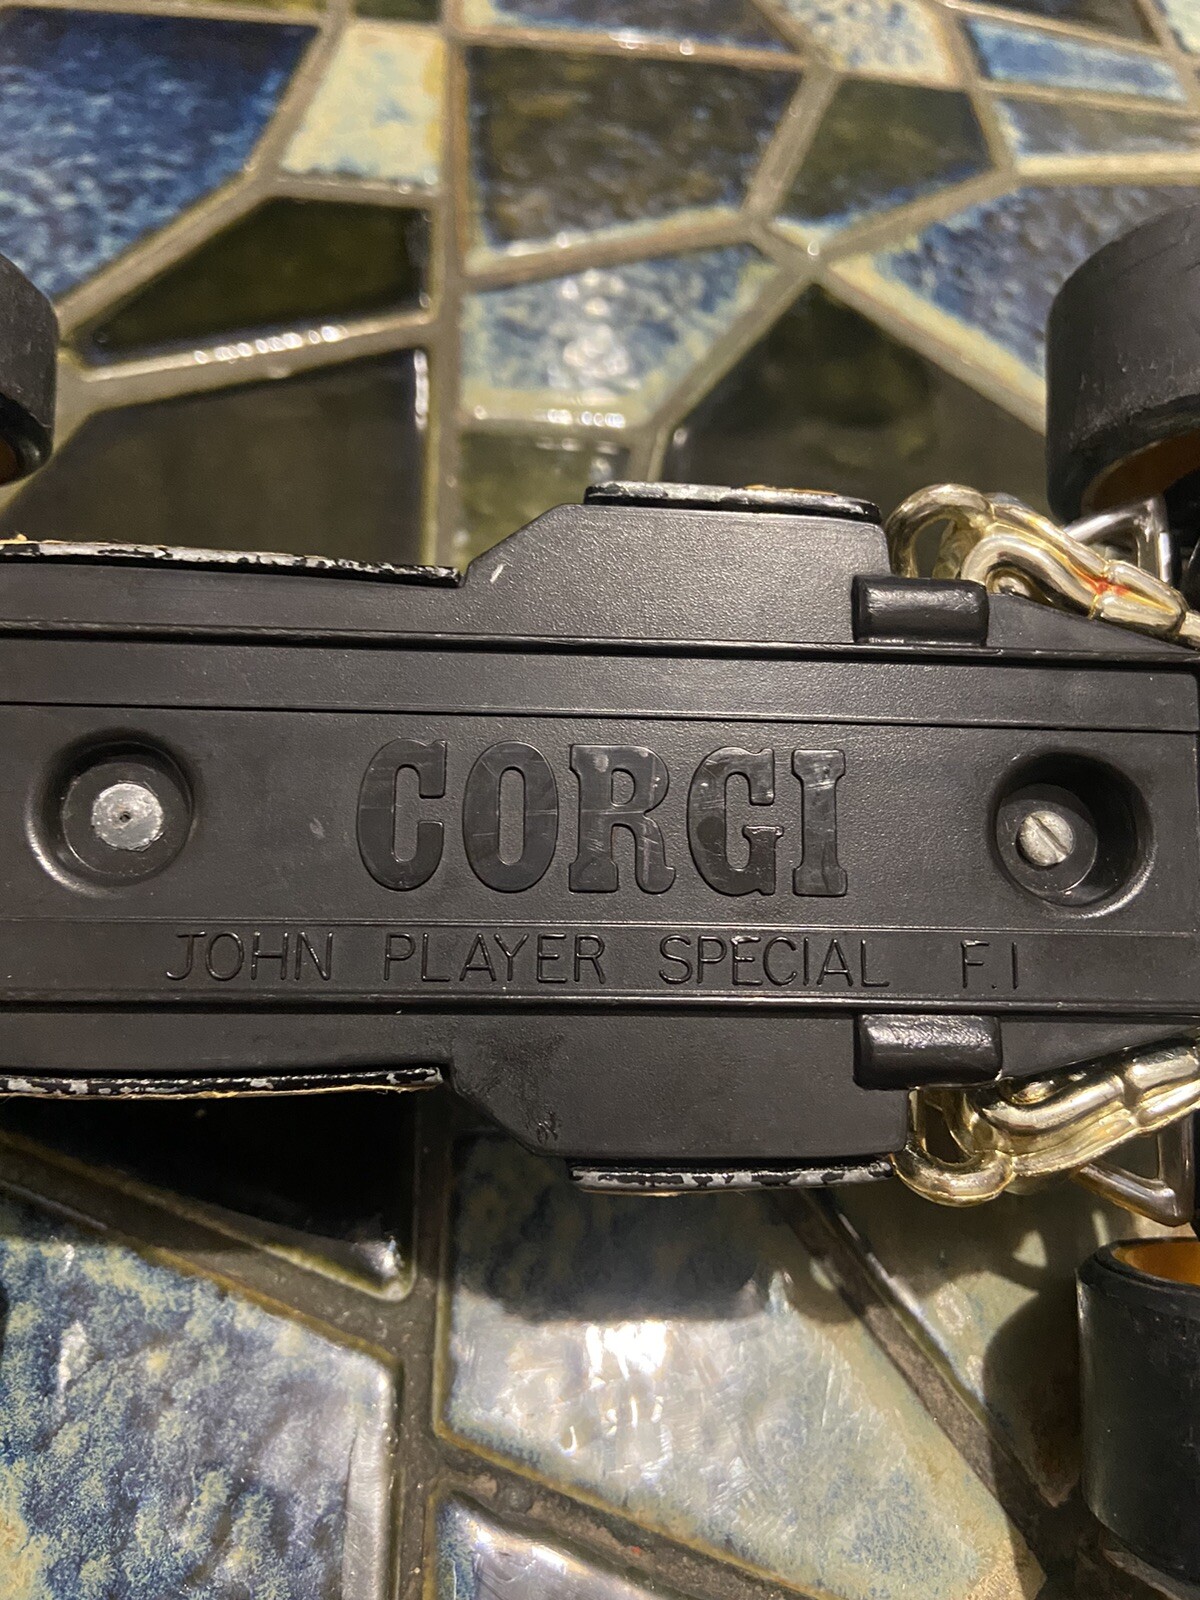 CORGI
JOHN PLAYER SPECIAL F.1